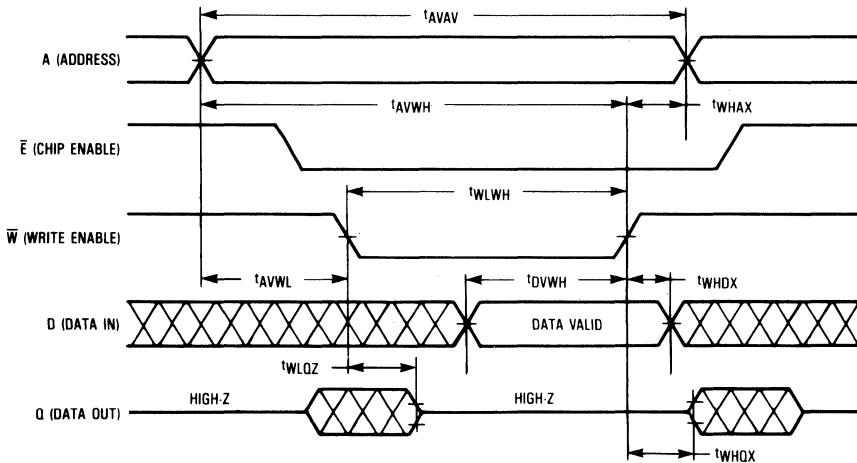 tAVAV
A (ADDRESS)
tAVWH
tWHAX
E̅ (CHIP ENABLE)
tWLWH
W̅ (WRITE ENABLE)
tAVWL
tDVWH
tWHDX
D (DATA IN)
DATA VALID
tWLQZ
HIGH-Z
HIGH-Z
Q (DATA OUT)
tWHQX